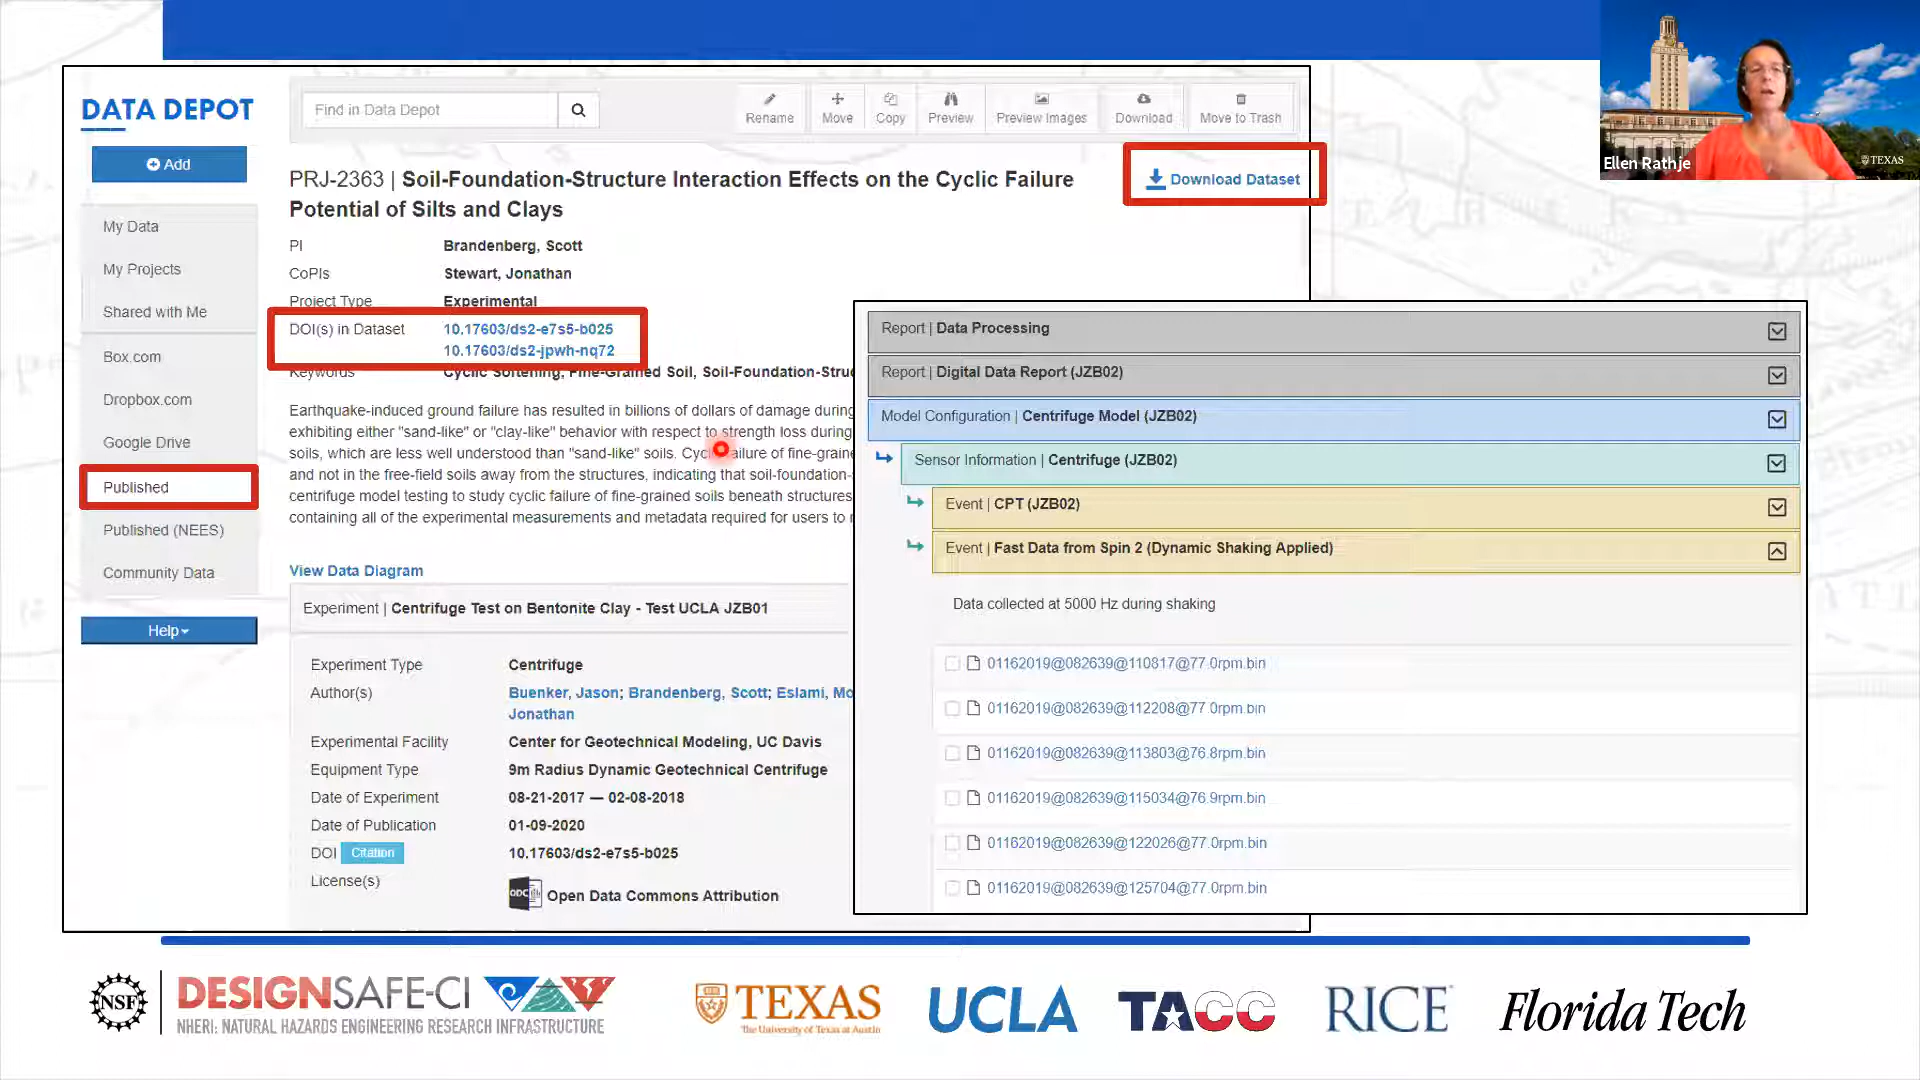 DATA DEPOT
Add
My Data
My Projects
Shared with Me
Box.com
Dropbox.com
Google Drive
Published
Published (NEES)
Community Data
Help
Find in Data Depot
Rename
Move
Copy
Preview
Preview Images
Download
Move to Trash
PRJ-2363 | Soil-Foundation-Structure Interaction Effects on the Cyclic Failure
Potential of Silts and Clays
Download Dataset
PI Brandenberg, Scott
CoPIs Stewart, Jonathan
Project Type Experimental
DOI(s) in Dataset 10.17603/ds2-e7s5-b025
10.17603/ds2-jpwh-nq72
Keywords Cyclic Softening, Fine-Grained Soil, Soil-Foundation-Stru
Earthquake-induced ground failure has resulted in billions of dollars of damage during
exhibiting either "sand-like" or "clay-like" behavior with respect to strength loss during
soils, which are less well understood than "sand-like" soils. Cyclic failure of fine-graine
and not in the free-field soils away from the structures, indicating that soil-foundation-
centrifuge model testing to study cyclic failure of fine-grained soils beneath structures
containing all of the experimental measurements and metadata required for users to
View Data Diagram
Experiment | Centrifuge Test on Bentonite Clay - Test UCLA JZB01
Experiment Type Centrifuge
Author(s) Buenker, Jason; Brandenberg, Scott; Eslami, Mo
Jonathan
Experimental Facility Center for Geotechnical Modeling, UC Davis
Equipment Type 9m Radius Dynamic Geotechnical Centrifuge
Date of Experiment 08-21-2017 — 02-08-2018
Date of Publication 01-09-2020
DOI Citation 10.17603/ds2-e7s5-b025
License(s)
ODC Open Data Commons Attribution
Report | Data Processing
Report | Digital Data Report (JZB02)
Model Configuration | Centrifuge Model (JZB02)
Sensor Information | Centrifuge (JZB02)
Event | CPT (JZB02)
Event | Fast Data from Spin 2 (Dynamic Shaking Applied)
Data collected at 5000 Hz during shaking
01162019@082639@110817@77.0rpm.bin
01162019@082639@112208@77.0rpm.bin
01162019@082639@113803@76.8rpm.bin
01162019@082639@115034@76.9rpm.bin
01162019@082639@122026@77.0rpm.bin
01162019@082639@125704@77.0rpm.bin
Ellen Rathje
TEXAS
NSF
DESIGNSAFE-CI
NHERI: NATURAL HAZARDS ENGINEERING RESEARCH INFRASTRUCTURE
TEXAS
The University of Texas at Austin
UCLA
TACC
RICE
Florida Tech